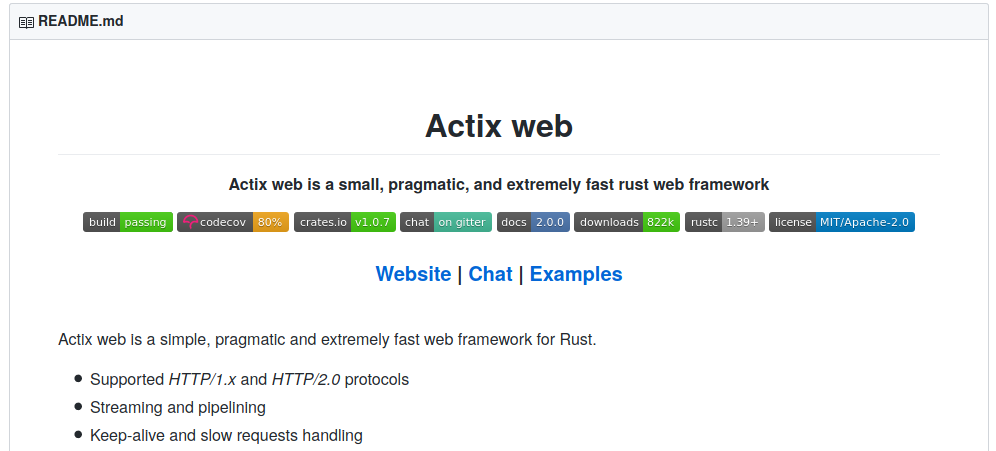 README.md
Actix web
Actix web is a small, pragmatic, and extremely fast rust web framework
build passing codecov 80% crates.io v1.0.7 chat on gitter docs 2.0.0 downloads 822k rustc 1.39+ license MIT/Apache-2.0
Website | Chat | Examples
Actix web is a simple, pragmatic and extremely fast web framework for Rust.
• Supported HTTP/1.x and HTTP/2.0 protocols
• Streaming and pipelining
• Keep-alive and slow requests handling